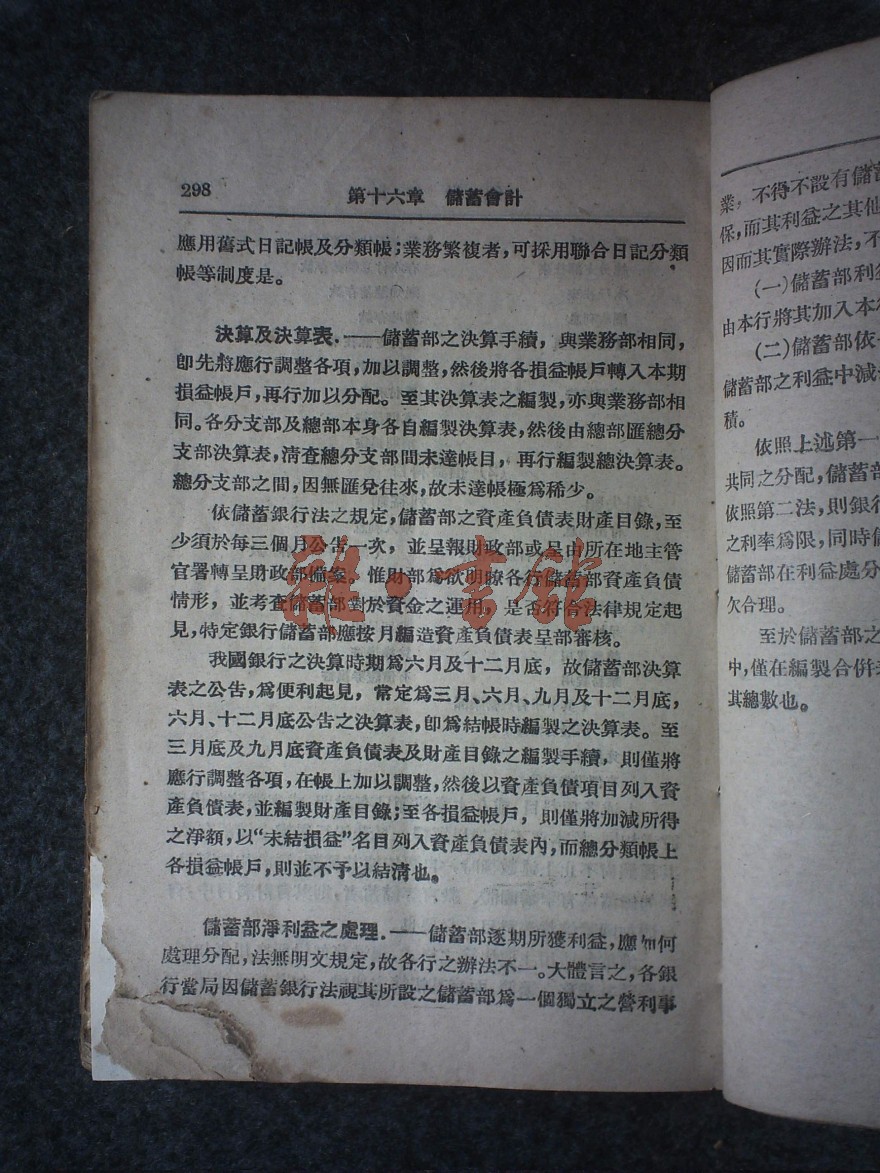 298
第十六章 儲蓄會計
應用舊式日記帳及分類帳;業務繁複者,可採用聯合日記分類
帳等制度是。
決算及決算表.——儲蓄部之決算手續,與業務部相同,
卽先將應行調整各項,加以調整,然後將各損益帳戶轉入本期
損益帳戶,再行加以分配。至其決算表之編製,亦與業務部相
同。各分支部及總部本身各自編製決算表,然後由總部匯總分
支部決算表,淸查總分支部間未達帳目,再行編製總決算表。
總分支部之間,因無匯兌往來,故未達帳極爲稀少。
依儲蓄銀行法之規定,儲蓄部之資產負債表財產目錄,至
少須於每三個月公告一次,並呈報財政部或呈由所在地主管
官署轉呈財政部備案。惟財部爲欲明瞭各行儲蓄部資產負債
情形,並考查儲蓄部對於資金之運用,是否符合法律規定起
見,特定銀行儲蓄部應按月編造資產負債表呈部審核。
我國銀行之決算時期爲六月及十二月底,故儲蓄部決算
表之公告,爲便利起見,常定爲三月、六月、九月及十二月底,
六月、十二月底公告之決算表,卽爲結帳時編製之決算表。至
三月底及九月底資產負債表及財產目錄之編製手續,則僅將
應行調整各項,在帳上加以調整,然後以資產負債項目列入資
產負債表,並編製財產目錄;至各損益帳戶,則僅將加減所得
之淨額,以“未結損益”名目列入資產負債表內,而總分類帳上
各損益帳戶,則並不予以結淸也。
儲蓄部淨利益之處理.——儲蓄部逐期所獲利益,應如何
處理分配,法無明文規定,故各行之辦法不一。大體言之,各銀
行當局因儲蓄銀行法視其所設之儲蓄部爲一個獨立之營利事
業,不得不設有儲
保,而其利益之其他
因而其實際辦法,不
(一)儲蓄部利益
由本行將其加入本
(二)儲蓄部依
儲蓄部之利益中減
積。
依照上述第一
共同之分配,儲蓄部
依照第二法,則銀行
之利率爲限,同時儲
儲蓄部在利益處分
欠合理。
至於儲蓄部之
中,僅在編製合併
其總數也。
雜·書館